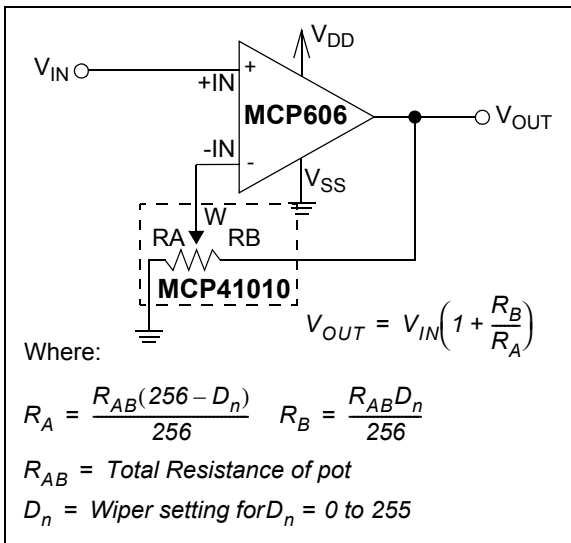 V_DD
V_IN
+
+IN
MCP606
V_OUT
-IN
-
V_SS
W
RA RB
MCP41010
V_OUT = V_IN(1 + R_B/R_A)
Where:
R_A = R_AB(256 – D_n)/256 R_B = R_AB D_n/256
R_AB = Total Resistance of pot
D_n = Wiper setting forD_n = 0 to 255